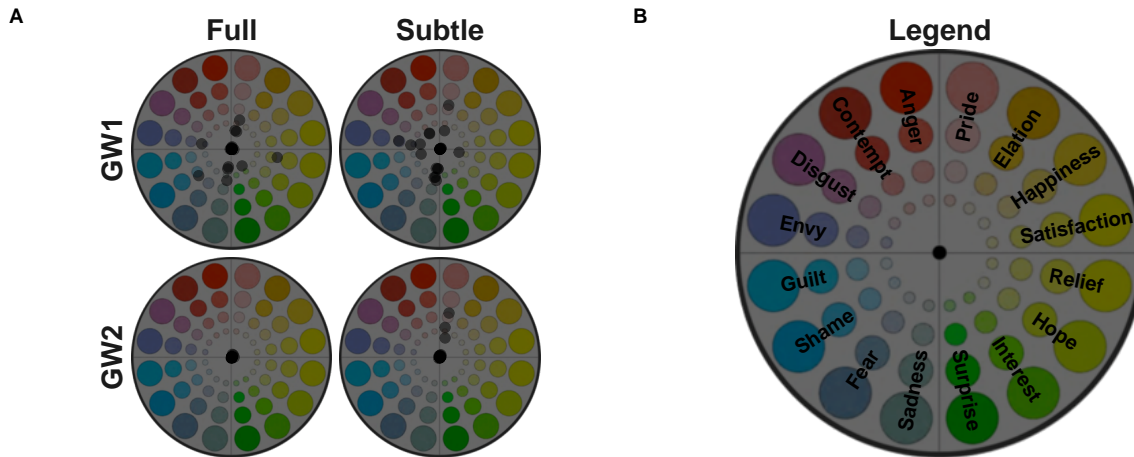 A
Full
Subtle
GW1
GW2
B
Legend
Anger
Pride
Contempt
Elation
Disgust
Happiness
Envy
Satisfaction
Guilt
Relief
Shame
Hope
Fear
Interest
Sadness
Surprise